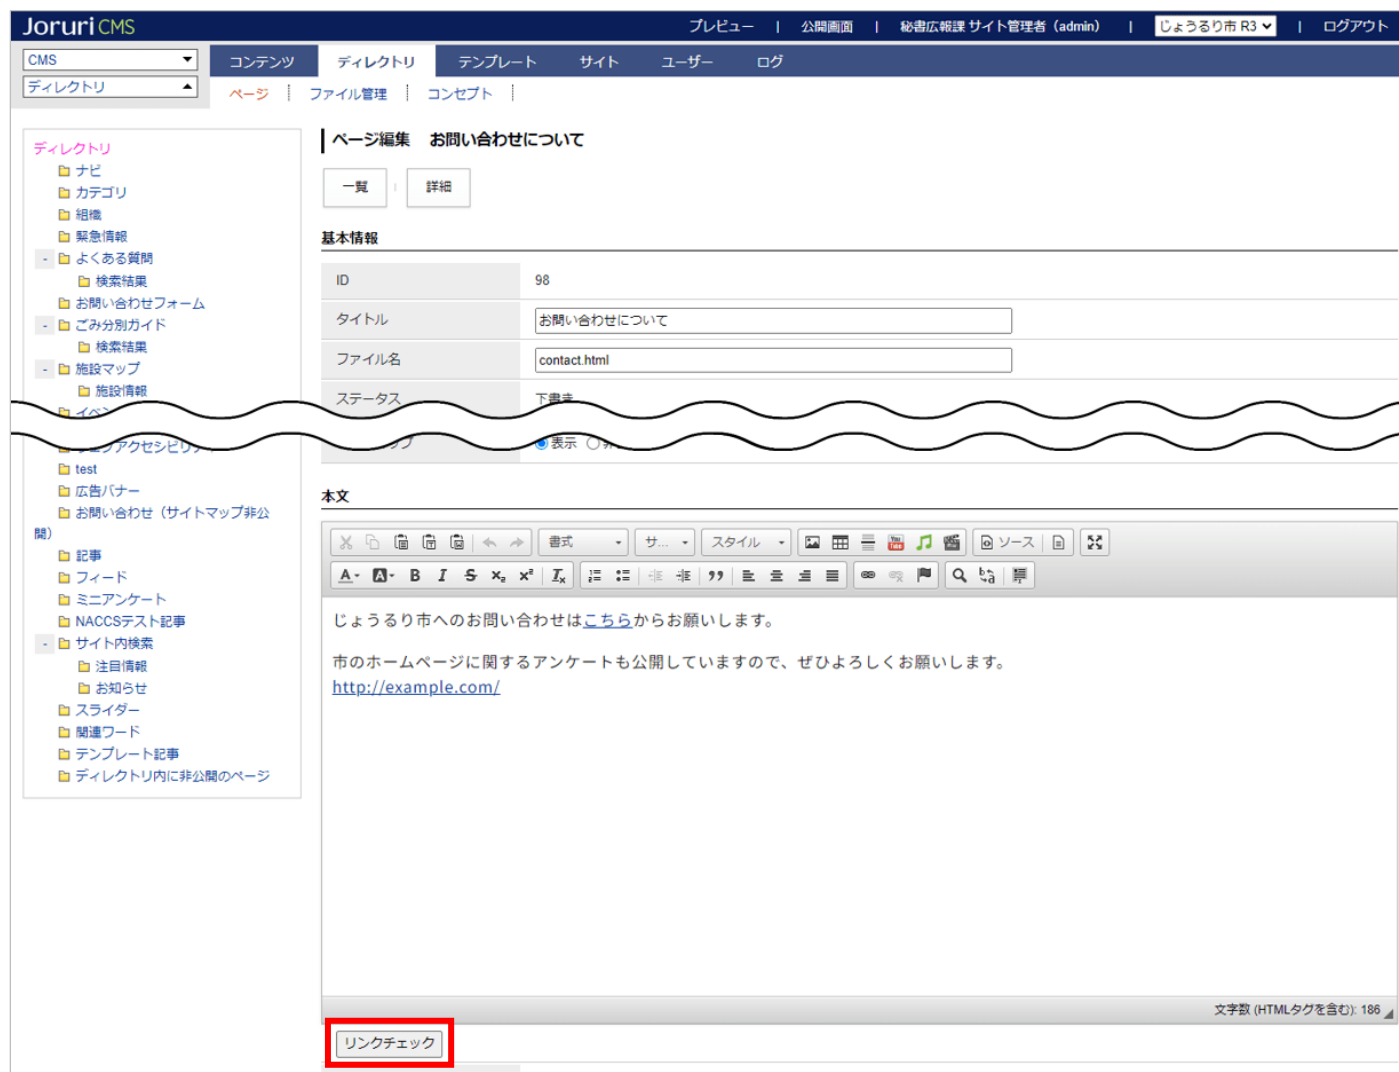 Joruri CMS
プレビュー | 公開画面 | 秘書広報課 サイト管理者（admin） | じょうるり市 R3 | ログアウト
CMS
ディレクトリ
コンテンツ ディレクトリ テンプレート サイト ユーザー ログ
ページ ファイル管理 コンセプト
ディレクトリ
ナビ
カテゴリ
組織
緊急情報
- よくある質問
検索結果
お問い合わせフォーム
- ごみ分別ガイド
検索結果
- 施設マップ
施設情報
test
広告バナー
お問い合わせ（サイトマップ非公
開）
記事
フィード
ミニアンケート
NACCSテスト記事
- サイト内検索
注目情報
お知らせ
スライダー
関連ワード
テンプレート記事
ディレクトリ内に非公開のページ
ページ編集 お問い合わせについて
一覧 詳細
基本情報
ID 98
タイトル お問い合わせについて
ファイル名 contact.html
ステータス 下書き
表示
本文
書式 サ... スタイル ソース
じょうるり市へのお問い合わせはこちらからお願いします。
市のホームページに関するアンケートも公開していますので、ぜひよろしくお願いします。
http://example.com/
文字数 (HTMLタグを含む): 186
リンクチェック